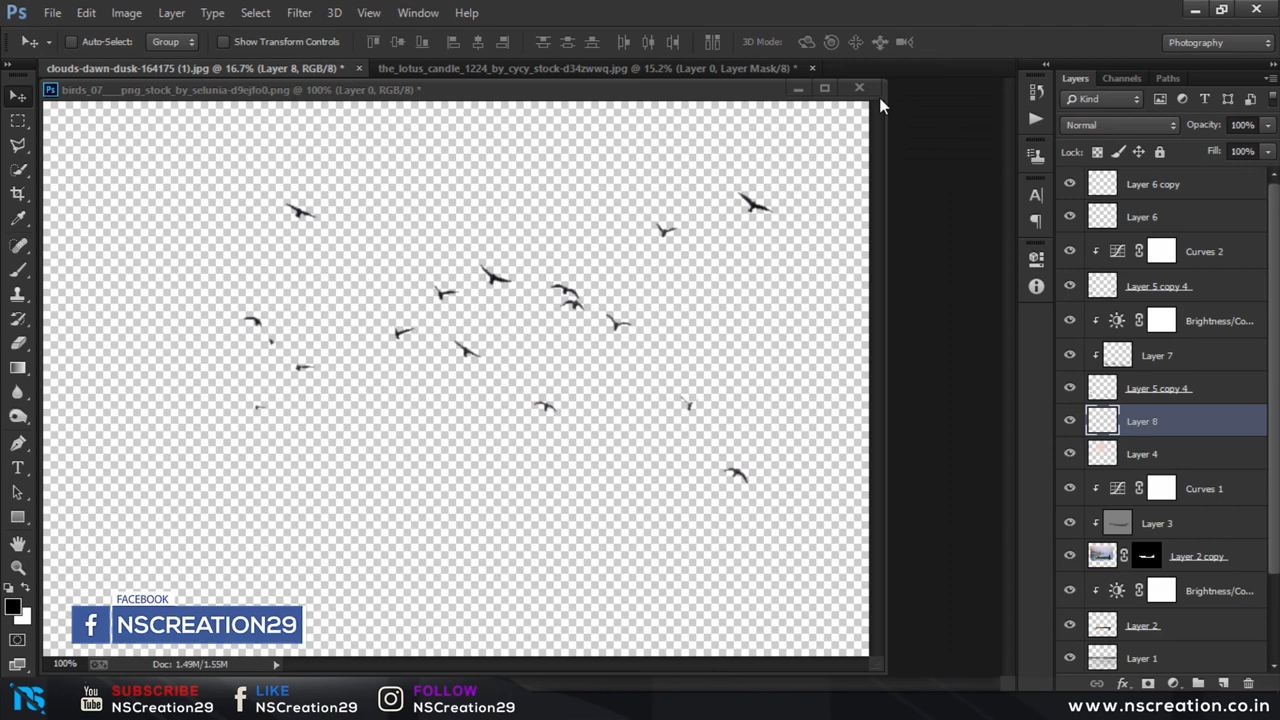 Ps File Edit Image Layer Type Select Filter 3D View Window Help
Auto-Select: Group Show Transform Controls 3D Mode: Photography
clouds-dawn-dusk-164175 (1).jpg @ 16.7% (Layer 8, RGB/8) * × the_lotus_candle_1224_by_cycy_stock-d34zwwq.jpg @ 15.2% (Layer 0, Layer Mask/8) * ×
Ps birds_07___png_stock_by_selunia-d9ejfo0.png @ 100% (Layer 0, RGB/8) *
Layers Channels Paths
Kind
Normal Opacity: 100%
Lock: Fill: 100%
Layer 6 copy
Layer 6
Curves 2
Layer 5 copy 4
Brightness/Co...
Layer 7
Layer 5 copy 4
Layer 8
Layer 4
Curves 1
Layer 3
Layer 2 copy
Brightness/Co...
Layer 2
Layer 1
FACEBOOK
f NSCREATION29
100% Doc: 1.49M/1.55M
You Tube SUBSCRIBE NSCreation29
f LIKE NSCreation29
FOLLOW NSCreation29
www.nscreation.co.in